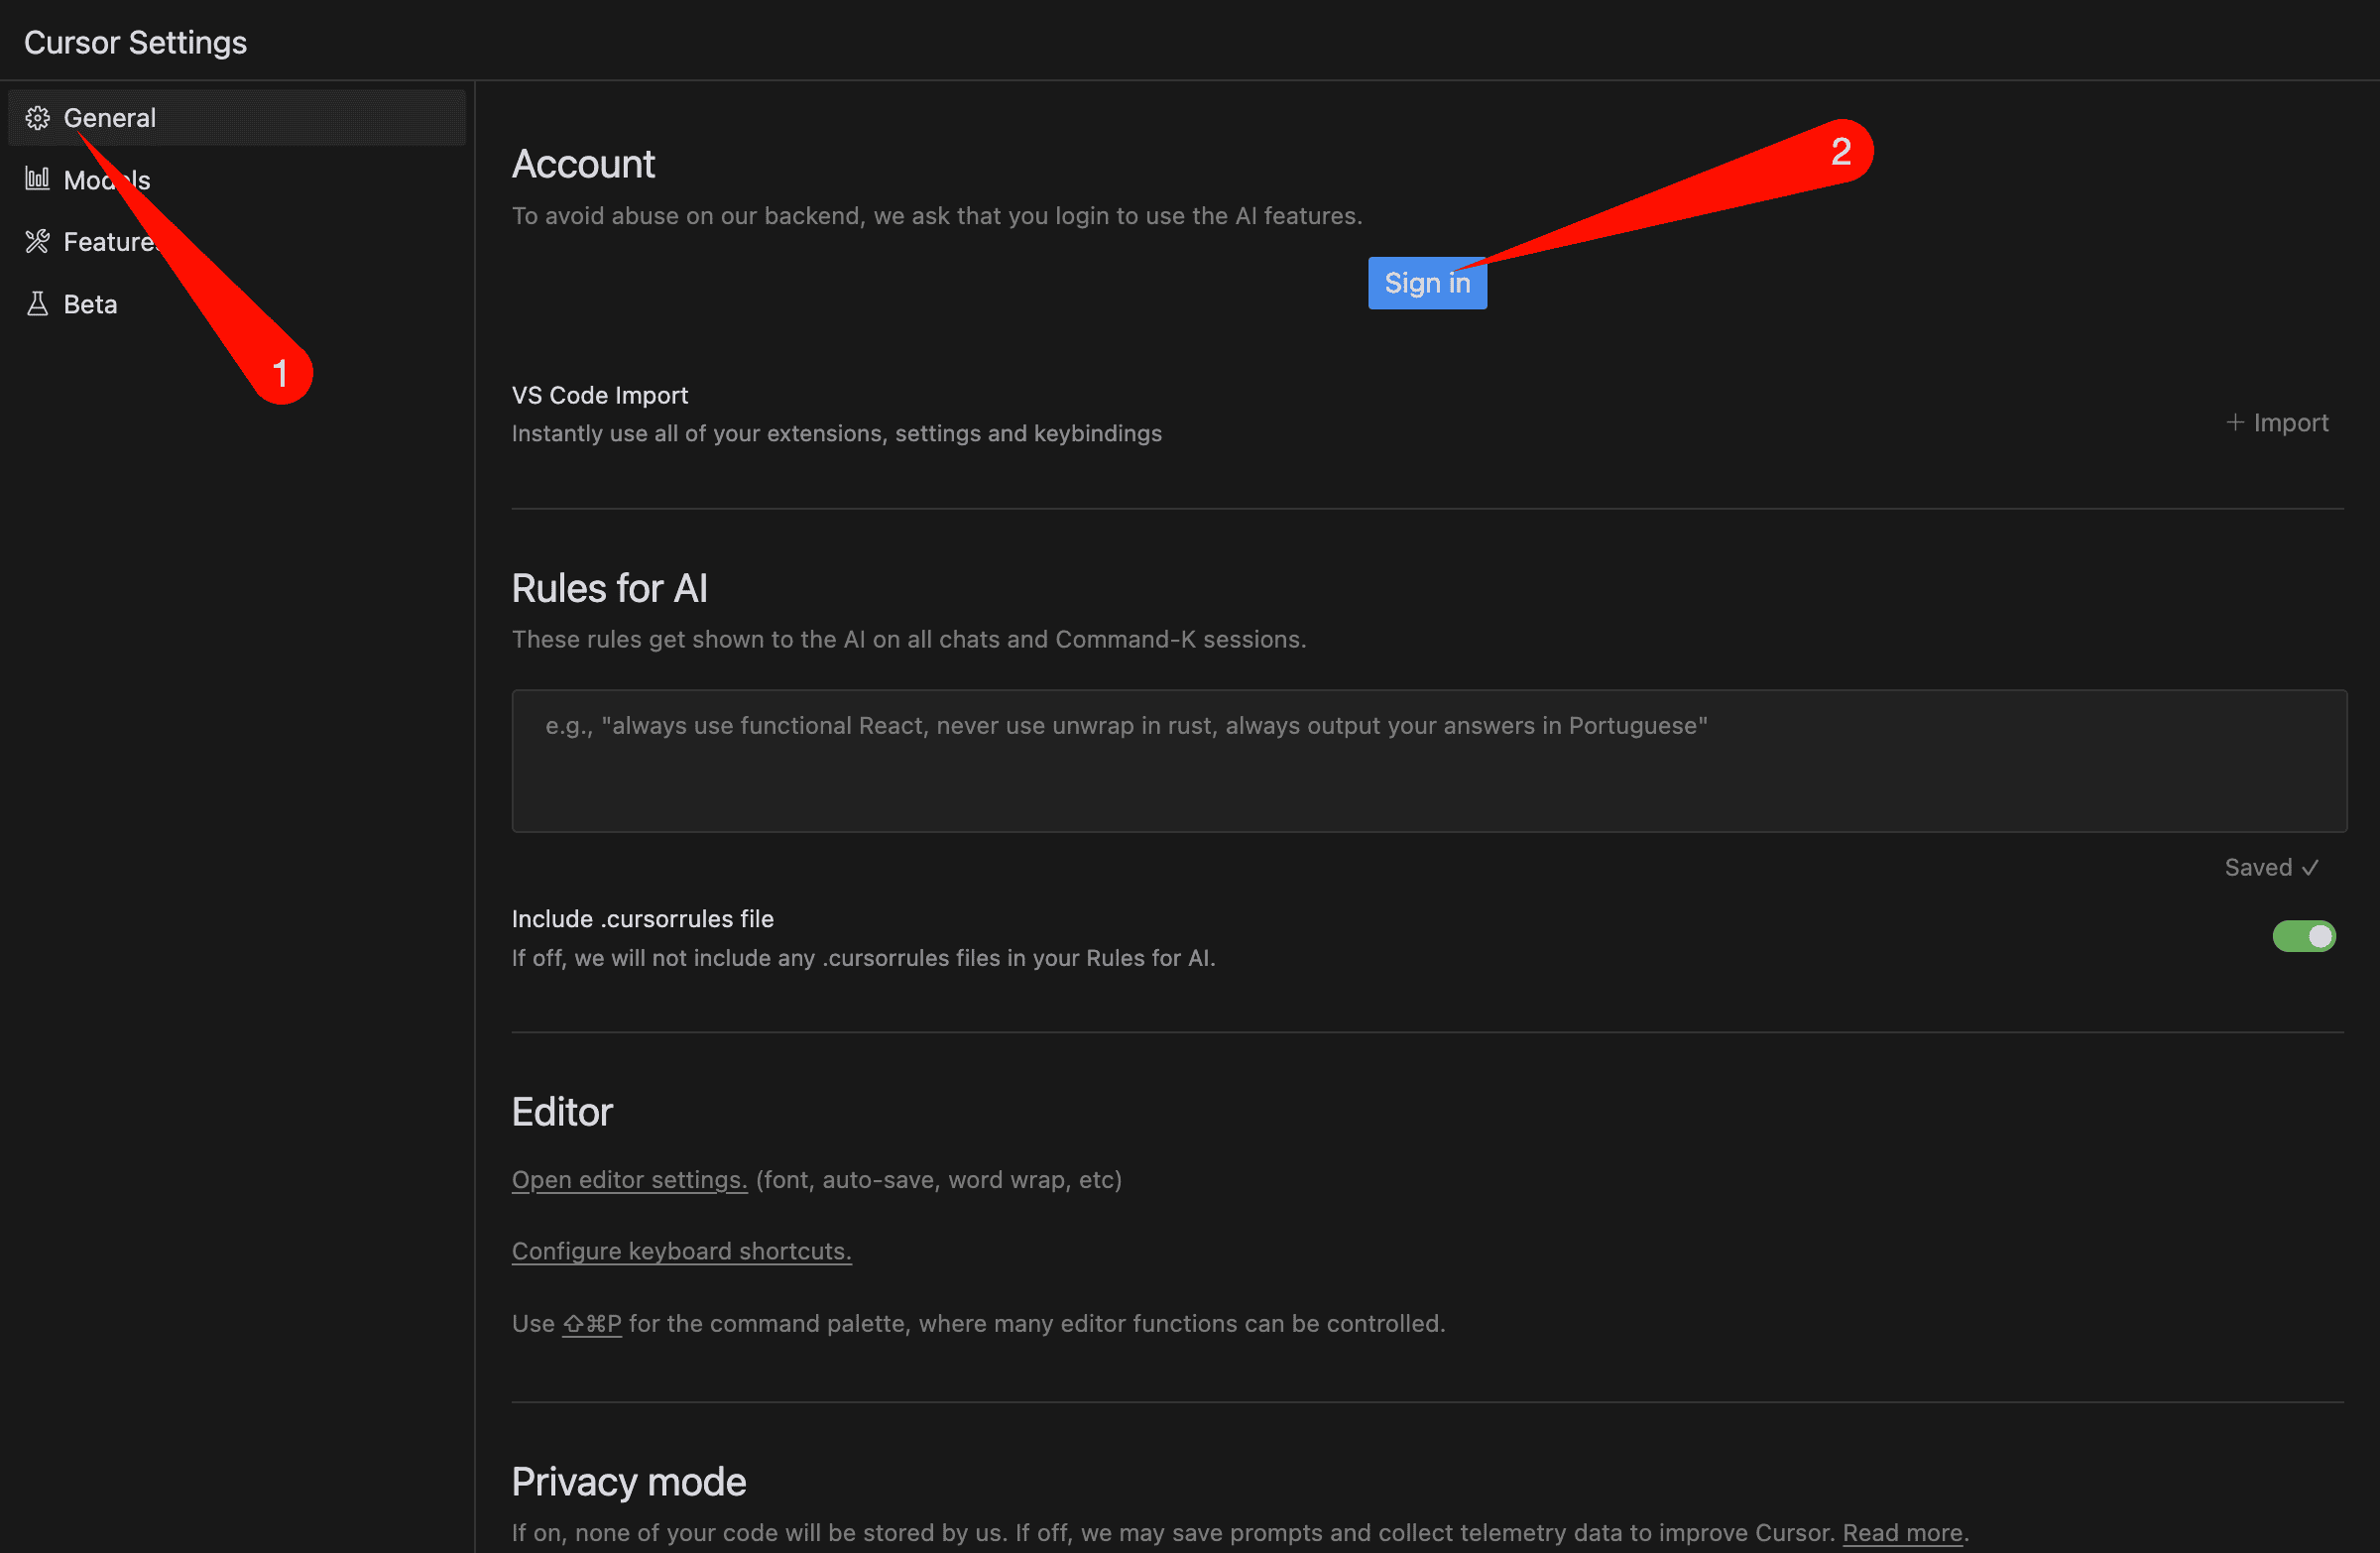 Cursor Settings
General
Models
Features
Beta
1
Account
To avoid abuse on our backend, we ask that you login to use the AI features.
2
Sign in
VS Code Import
Instantly use all of your extensions, settings and keybindings
+ Import
Rules for AI
These rules get shown to the AI on all chats and Command-K sessions.
e.g., "always use functional React, never use unwrap in rust, always output your answers in Portuguese"
Saved ✓
Include .cursorrules file
If off, we will not include any .cursorrules files in your Rules for AI.
Editor
Open editor settings. (font, auto-save, word wrap, etc)
Configure keyboard shortcuts.
Use ⇧⌘P for the command palette, where many editor functions can be controlled.
Privacy mode
If on, none of your code will be stored by us. If off, we may save prompts and collect telemetry data to improve Cursor. Read more.